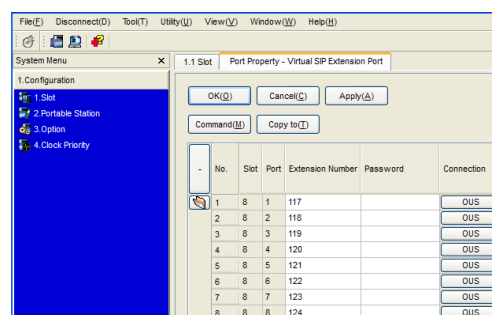 File(F) Disconnect(D) Tool(T) Utility(U) View(V) Window(W) Help(H)
System Menu X
1.Configuration
1.Slot
2.Portable Station
3.Option
4.Clock Priority
1.1 Slot Port Property - Virtual SIP Extension Port
OK(O) Cancel(C) Apply(A)
Command(M) Copy to(T)
- No. Slot Port Extension Number Password Connection
1 8 1 117 OUS
2 8 2 118 OUS
3 8 3 119 OUS
4 8 4 120 OUS
5 8 5 121 OUS
6 8 6 122 OUS
7 8 7 123 OUS
8 8 8 124 OUS